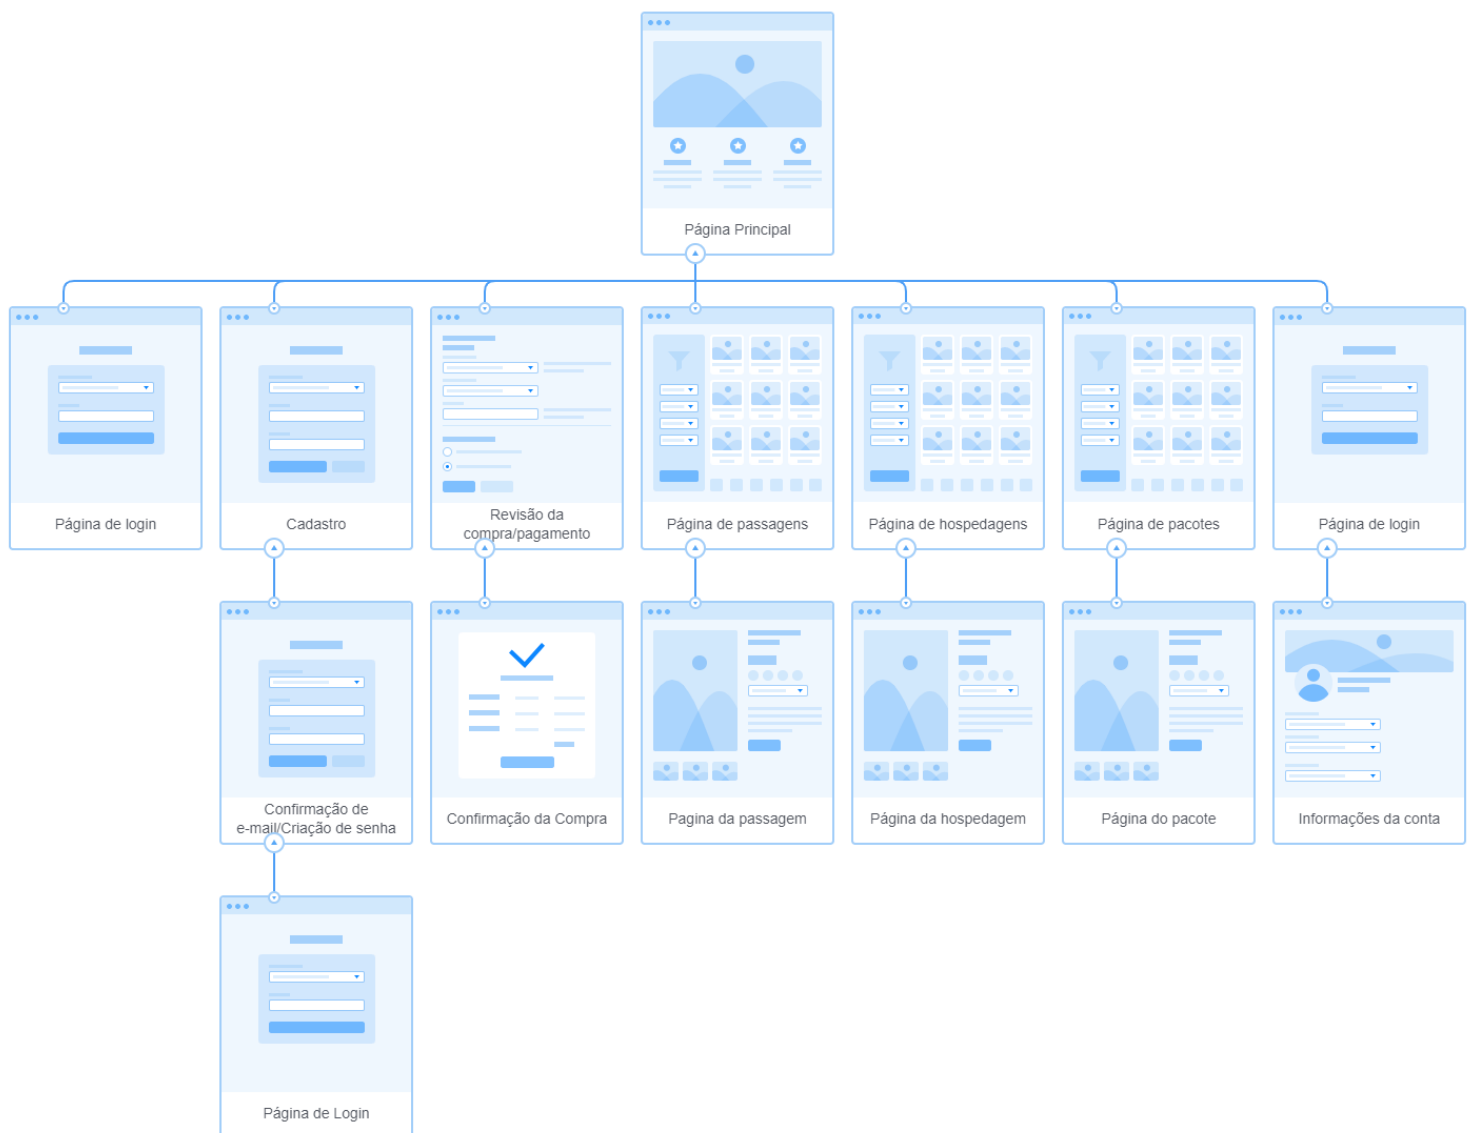 Página Principal
Página de login
Cadastro
Revisão da
compra/pagamento
Página de passagens
Página de hospedagens
Página de pacotes
Página de login
Confirmação de
e-mail/Criação de senha
Confirmação da Compra
Pagina da passagem
Página da hospedagem
Página do pacote
Informações da conta
Página de Login